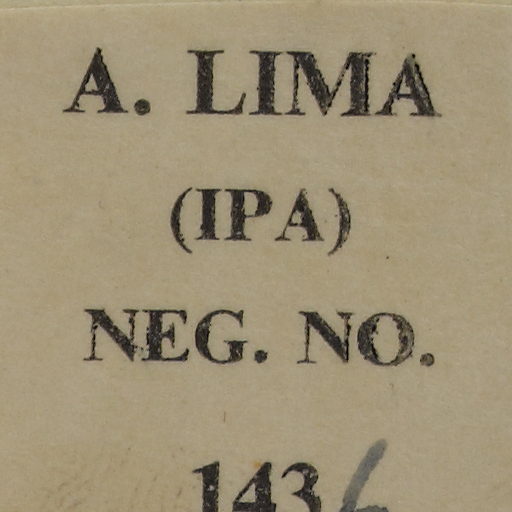 A. LIMA
(IPA)
NEG. NO.
143